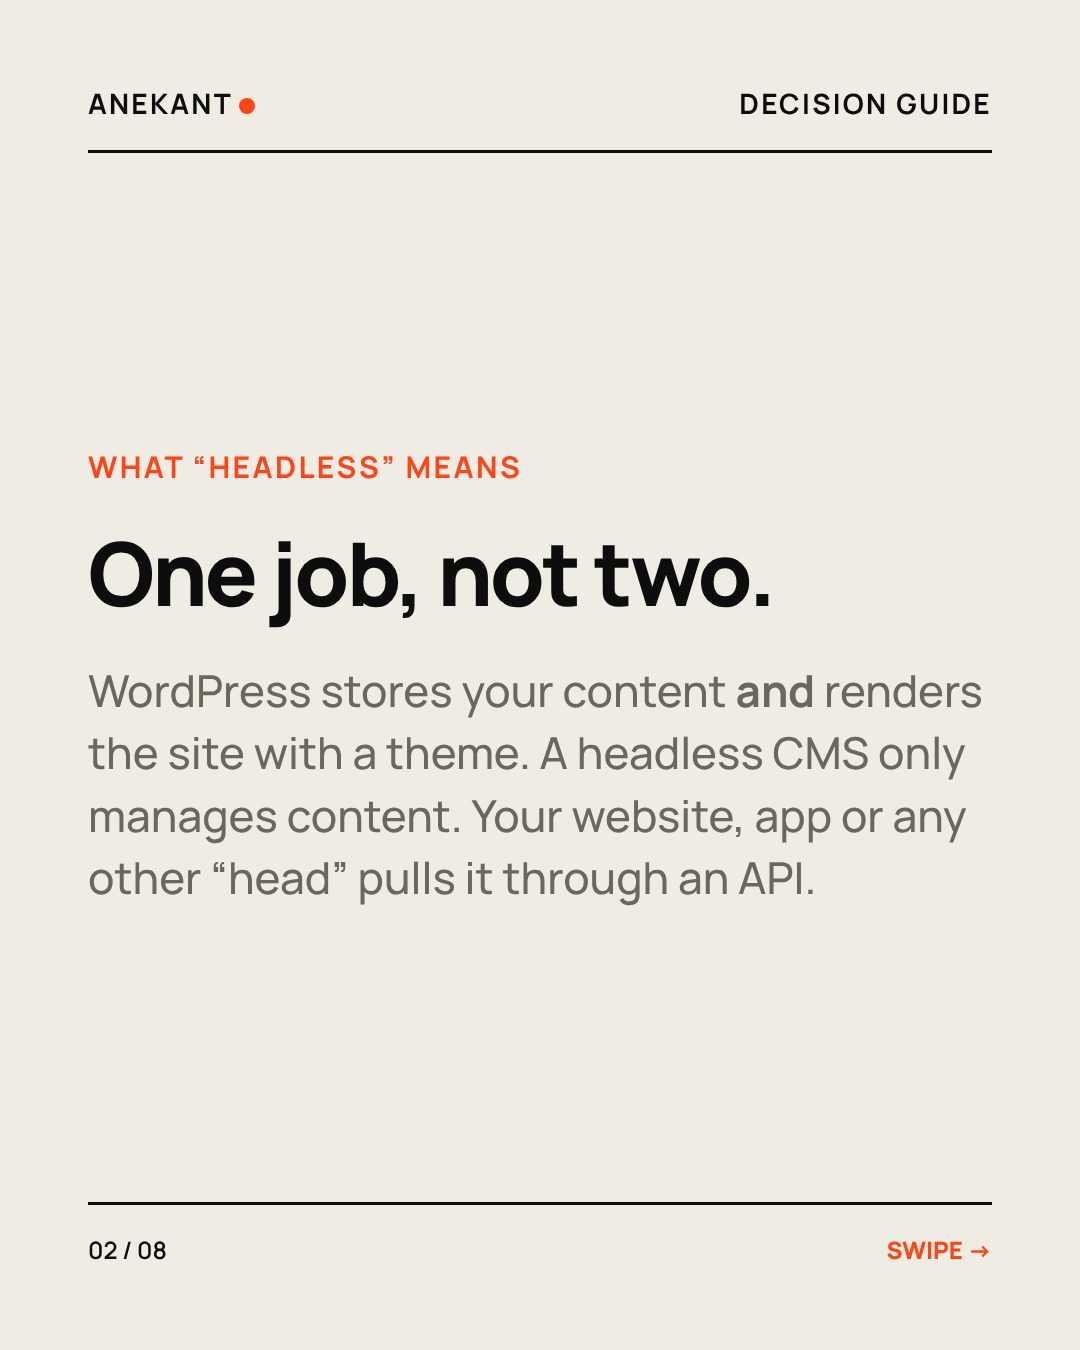 ANEKANT
DECISION GUIDE
WHAT “HEADLESS” MEANS
One job, not two.
WordPress stores your content and renders
the site with a theme. A headless CMS only
manages content. Your website, app or any
other “head” pulls it through an API.
02 / 08
SWIPE →